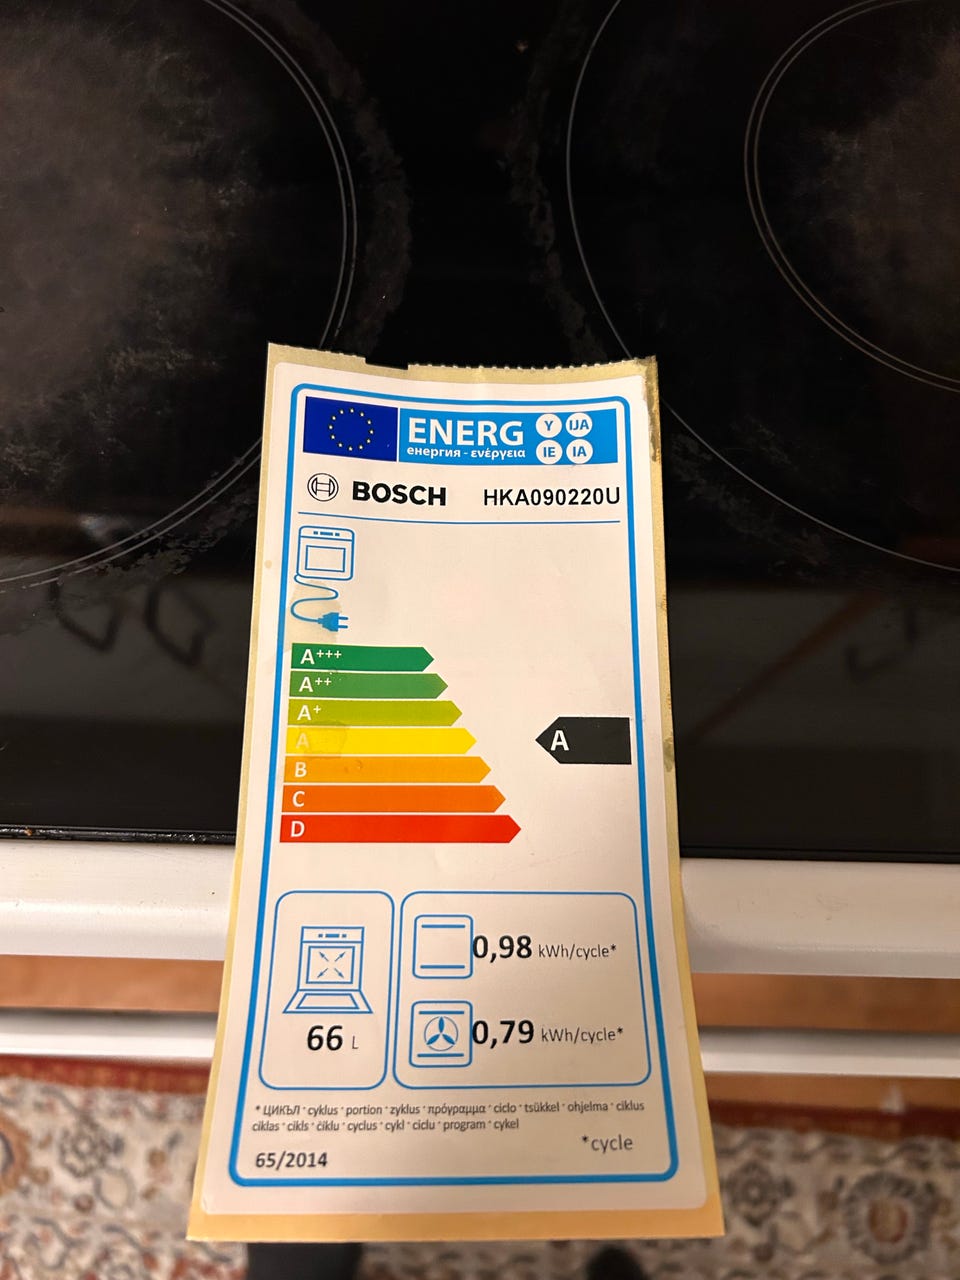 ENERG Y IJA
енергия - ενέργεια IE IA
BOSCH HKA090220U
A+++
A++
A+
A
B
C
D
A
66 L
0,98 kWh/cycle*
0,79 kWh/cycle*
* ЦИКЪЛ · cyklus · portion · zyklus · πρόγραμμα · ciclo · tsükkel · ohjelma · ciklus
ciklas · cikls · ċiklu · cyclus · cykl · ciclu · program · cykel
*cycle
65/2014